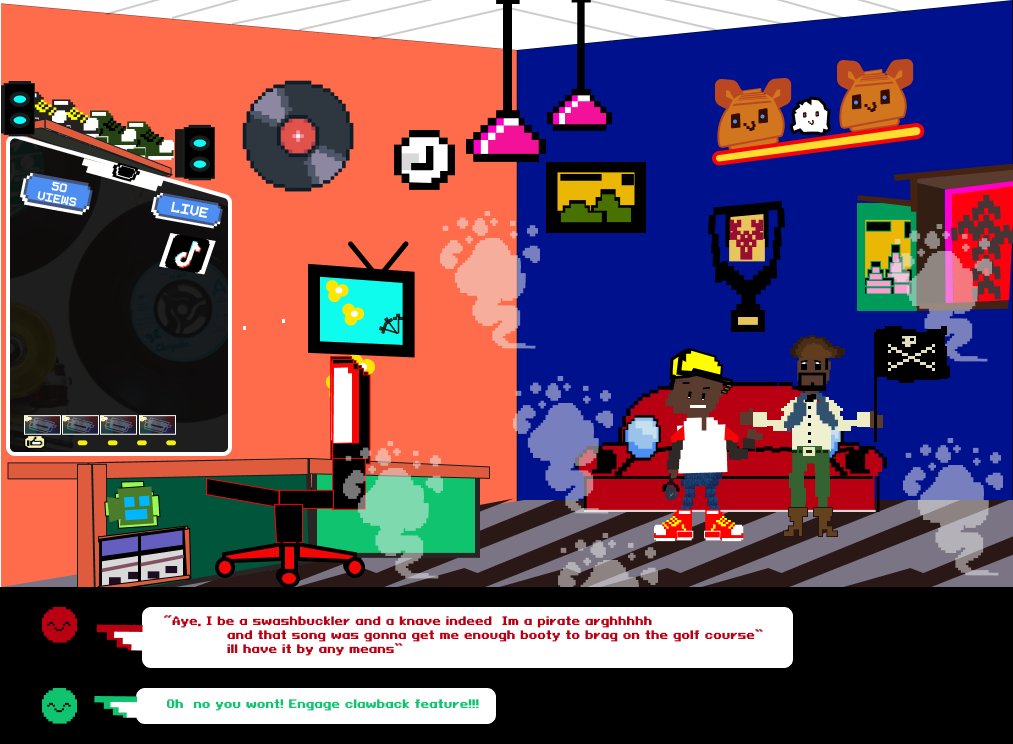 50
VIEWS
LIVE
"Aye, I be a swashbuckler and a knave indeed  Im a pirate arghhhhh
and that song was gonna get me enough booty to brag on the golf course"
ill have it by any means"
Oh  no you wont! Engage clawback feature!!!